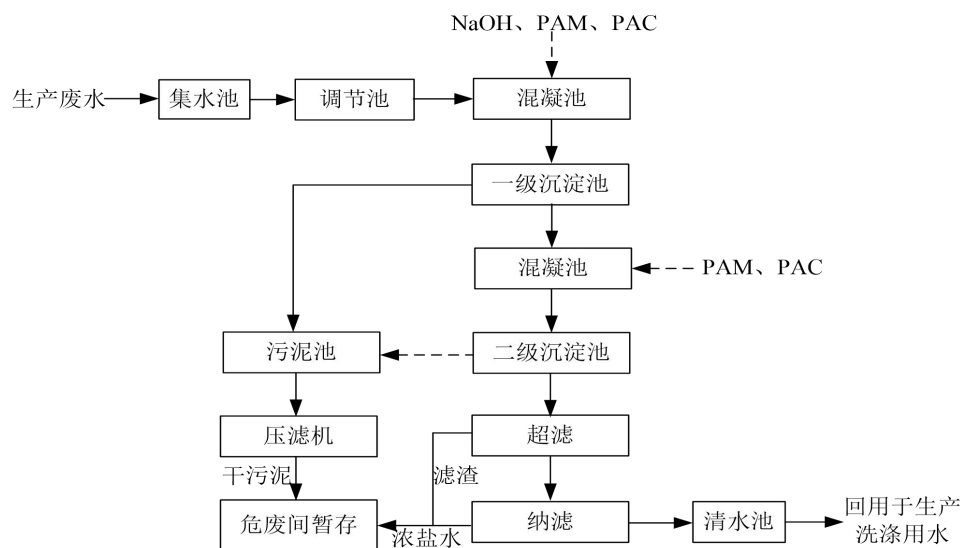 NaOH、PAM、PAC
生产废水
集水池
调节池
混凝池
一级沉淀池
混凝池
PAM、PAC
污泥池
二级沉淀池
压滤机
超滤
干污泥
滤渣
危废间暂存
浓盐水
纳滤
清水池
回用于生产
洗涤用水